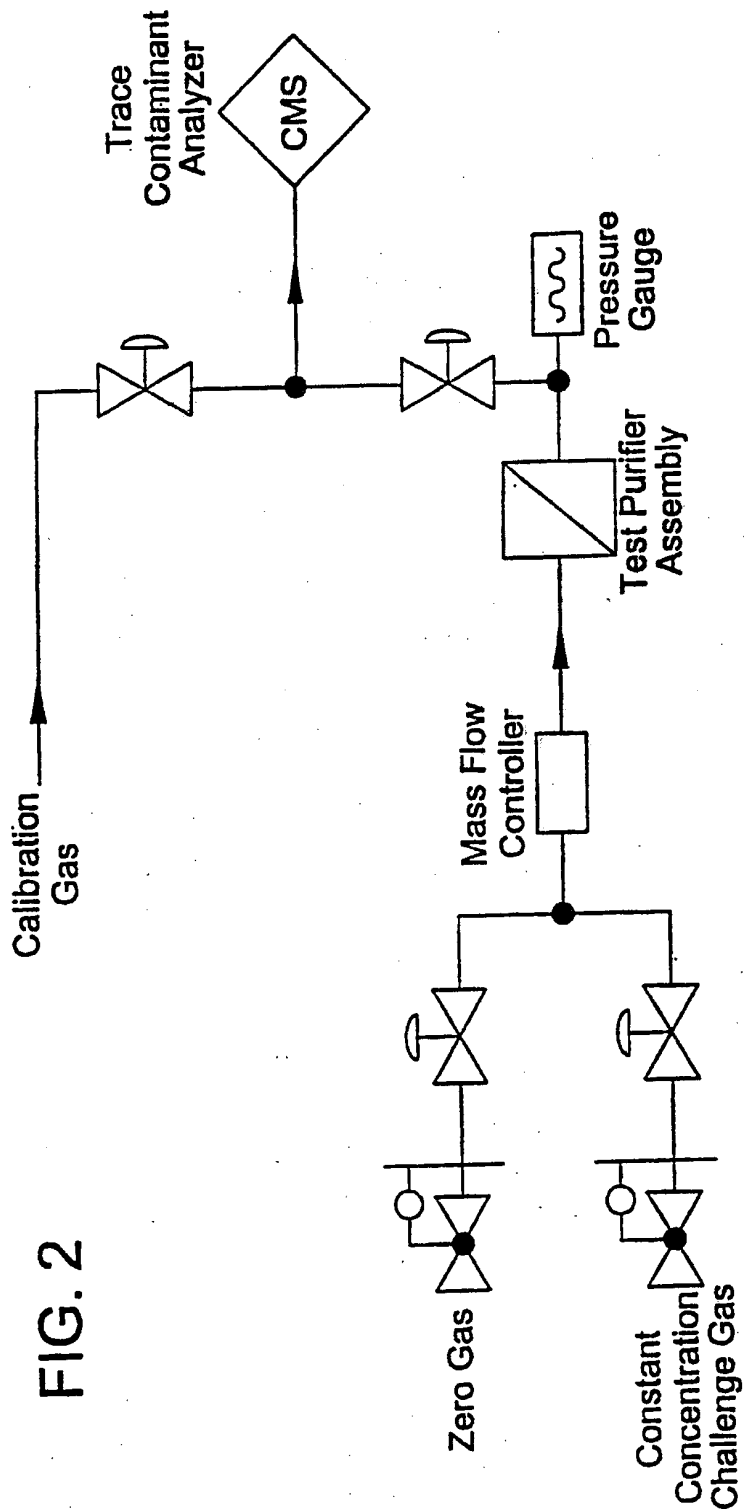 FIG. 2
Calibration
Gas
Trace
Contaminant
Analyzer
CMS
Pressure
Gauge
Test Purifier
Assembly
Mass Flow
Controller
Zero Gas
Constant
Concentration
Challenge Gas